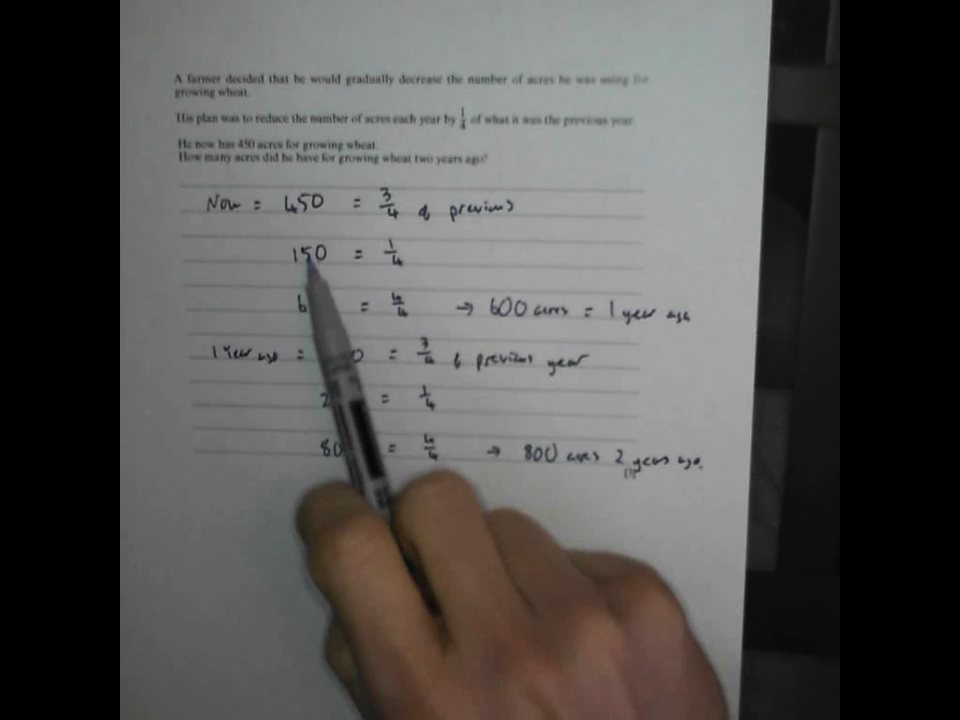 A farmer decided that he would gradually decrease the number of acres he was using for
growing wheat.
His plan was to reduce the number of acres each year by 1/4 of what it was the previous year
He now has 450 acres for growing wheat.
How many acres did he have for growing wheat two years ago?
Now = 450 = 3/4 of previous
150 = 1/4
6 = 4/4 → 600 acres = 1 year ago
1 Year ago = 0 = 3/4 of previous year
2 = 1/4
80 = 4/4 → 800 acres 2 years ago.